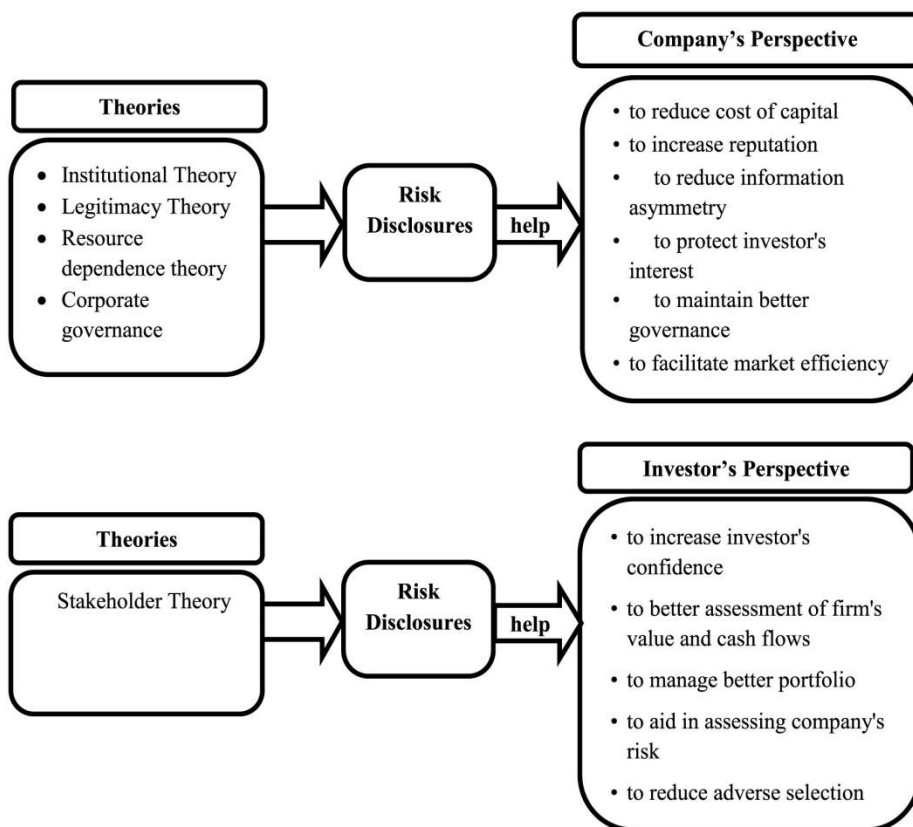 Company's Perspective
Theories
• Institutional Theory
• Legitimacy Theory
• Resource
dependence theory
• Corporate
governance
Risk
Disclosures
help
• to reduce cost of capital
• to increase reputation
• to reduce information
asymmetry
• to protect investor's
interest
• to maintain better
governance
• to facilitate market efficiency
Investor's Perspective
Theories
Stakeholder Theory
Risk
Disclosures
help
• to increase investor's
confidence
• to better assessment of firm's
value and cash flows
• to manage better portfolio
• to aid in assessing company's
risk
• to reduce adverse selection